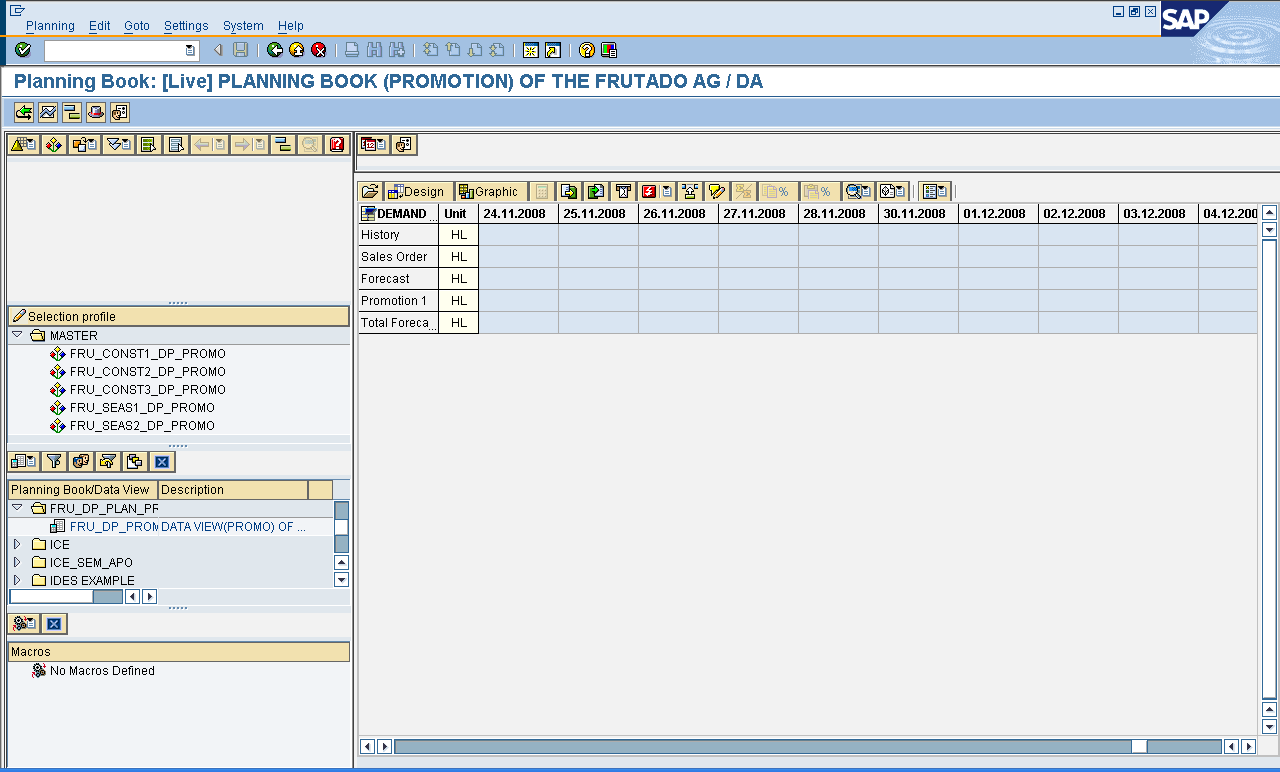 Planning Edit Goto Settings System Help
SAP
Planning Book: [Live] PLANNING BOOK (PROMOTION) OF THE FRUTADO AG / DA
Design Graphic
DEMAND ... Unit 24.11.2008 25.11.2008 26.11.2008 27.11.2008 28.11.2008 30.11.2008 01.12.2008 02.12.2008 03.12.2008 04.12.200
History HL
Sales Order HL
Forecast HL
Promotion 1 HL
Total Foreca... HL
Selection profile
MASTER
FRU_CONST1_DP_PROMO
FRU_CONST2_DP_PROMO
FRU_CONST3_DP_PROMO
FRU_SEAS1_DP_PROMO
FRU_SEAS2_DP_PROMO
Planning Book/Data View Description
FRU_DP_PLAN_PF
FRU_DP_PROM DATA VIEW(PROMO) OF ...
ICE
ICE_SEM_APO
IDES EXAMPLE
Macros
No Macros Defined